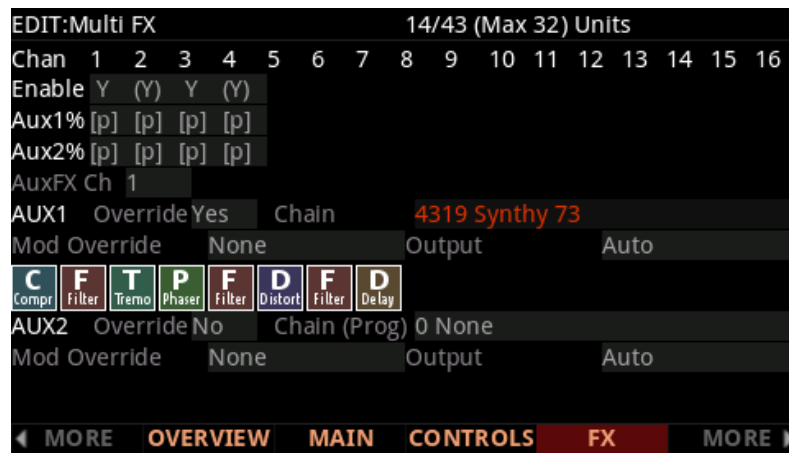 EDIT:Multi FX 14/43 (Max 32) Units
Chan 1 2 3 4 5 6 7 8 9 10 11 12 13 14 15 16
Enable Y (Y) Y (Y)
Aux1% [p] [p] [p] [p]
Aux2% [p] [p] [p] [p]
AuxFX Ch 1
AUX1 Override Yes Chain 4319 Synthy 73
Mod Override None Output Auto
C F T P F D F D
Compr Filter Tremo Phaser Filter Distort Filter Delay
AUX2 Override No Chain (Prog) 0 None
Mod Override None Output Auto
MORE OVERVIEW MAIN CONTROLS FX MORE